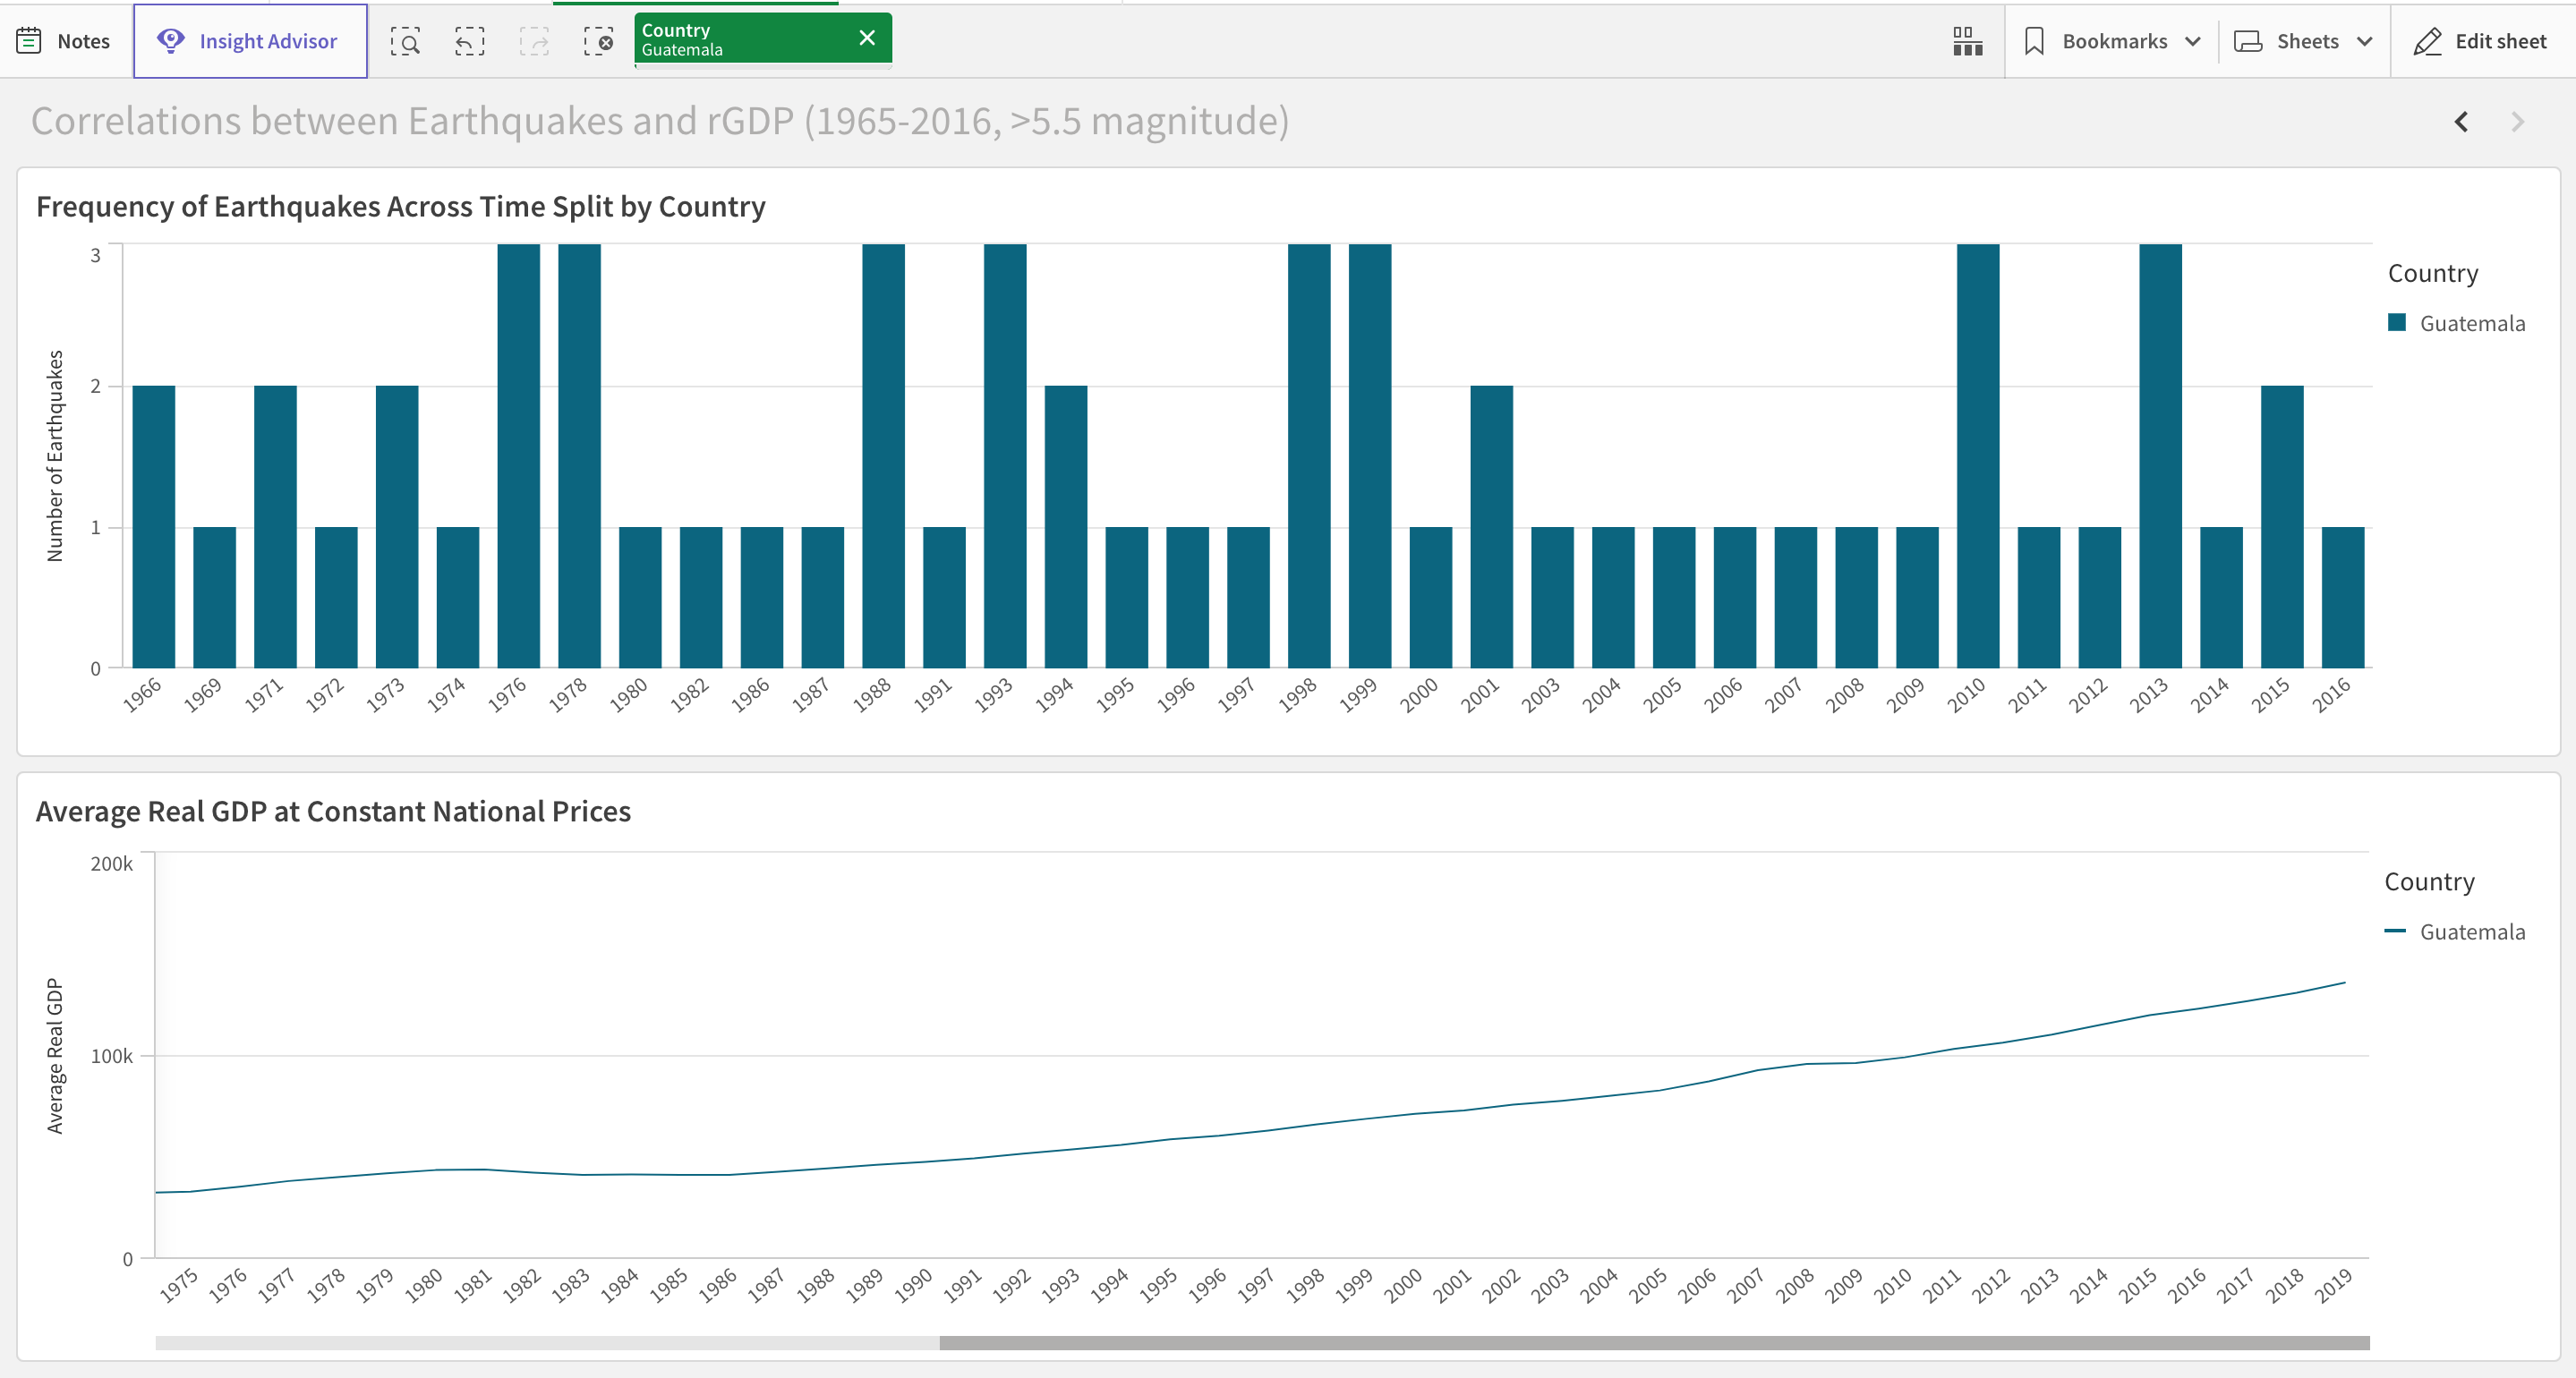 Notes
Insight Advisor
Country
Guatemala
Bookmarks
Sheets
Edit sheet
Correlations between Earthquakes and rGDP (1965-2016, >5.5 magnitude)
Frequency of Earthquakes Across Time Split by Country
3
2
1
0
Number of Earthquakes
1966 1969 1971 1972 1973 1974 1976 1978 1980 1982 1986 1987 1988 1991 1993 1994 1995 1996 1997 1998 1999 2000 2001 2003 2004 2005 2006 2007 2008 2009 2010 2011 2012 2013 2014 2015 2016
Country
Guatemala
Average Real GDP at Constant National Prices
200k
100k
0
Average Real GDP
1975 1976 1977 1978 1979 1980 1981 1982 1983 1984 1985 1986 1987 1988 1989 1990 1991 1992 1993 1994 1995 1996 1997 1998 1999 2000 2001 2002 2003 2004 2005 2006 2007 2008 2009 2010 2011 2012 2013 2014 2015 2016 2017 2018 2019
Country
Guatemala